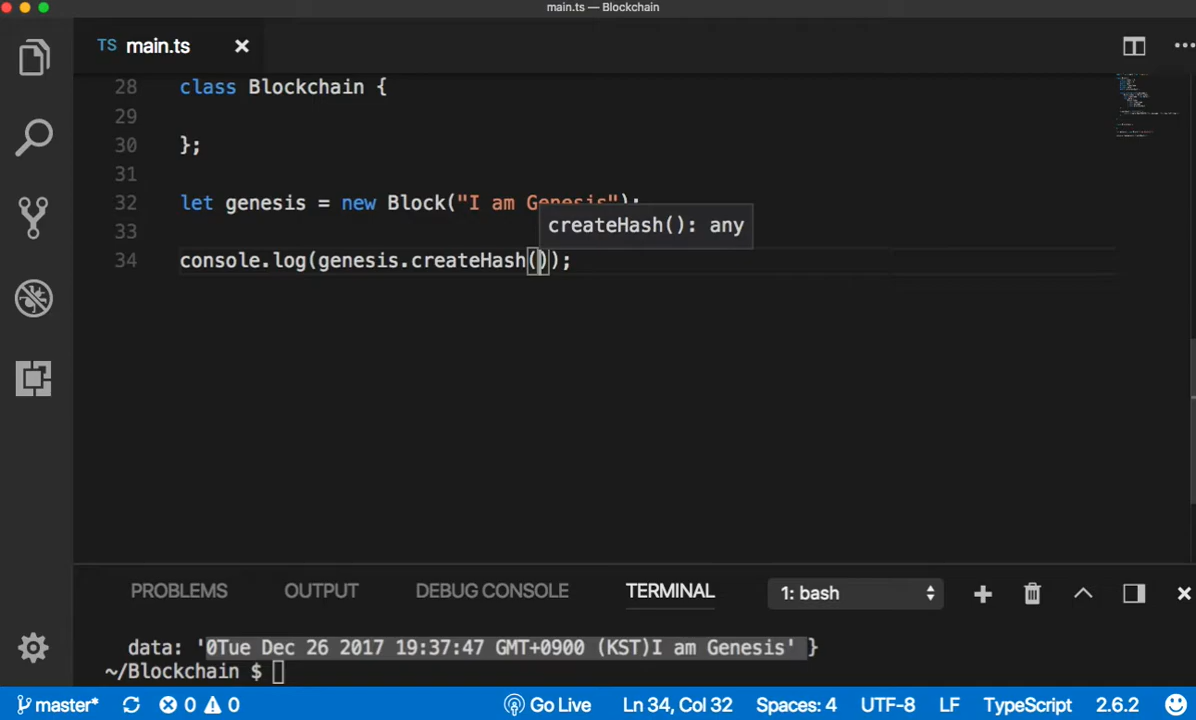 main.ts — Blockchain
TS main.ts
28 class Blockchain {
29
30 };
31
32 let genesis = new Block("I am Genesis");
createHash(): any
33
34 console.log(genesis.createHash());
PROBLEMS OUTPUT DEBUG CONSOLE TERMINAL 1: bash
data: '0Tue Dec 26 2017 19:37:47 GMT+0900 (KST)I am Genesis' }
~/Blockchain $
master* 0 0 Go Live Ln 34, Col 32 Spaces: 4 UTF-8 LF TypeScript 2.6.2